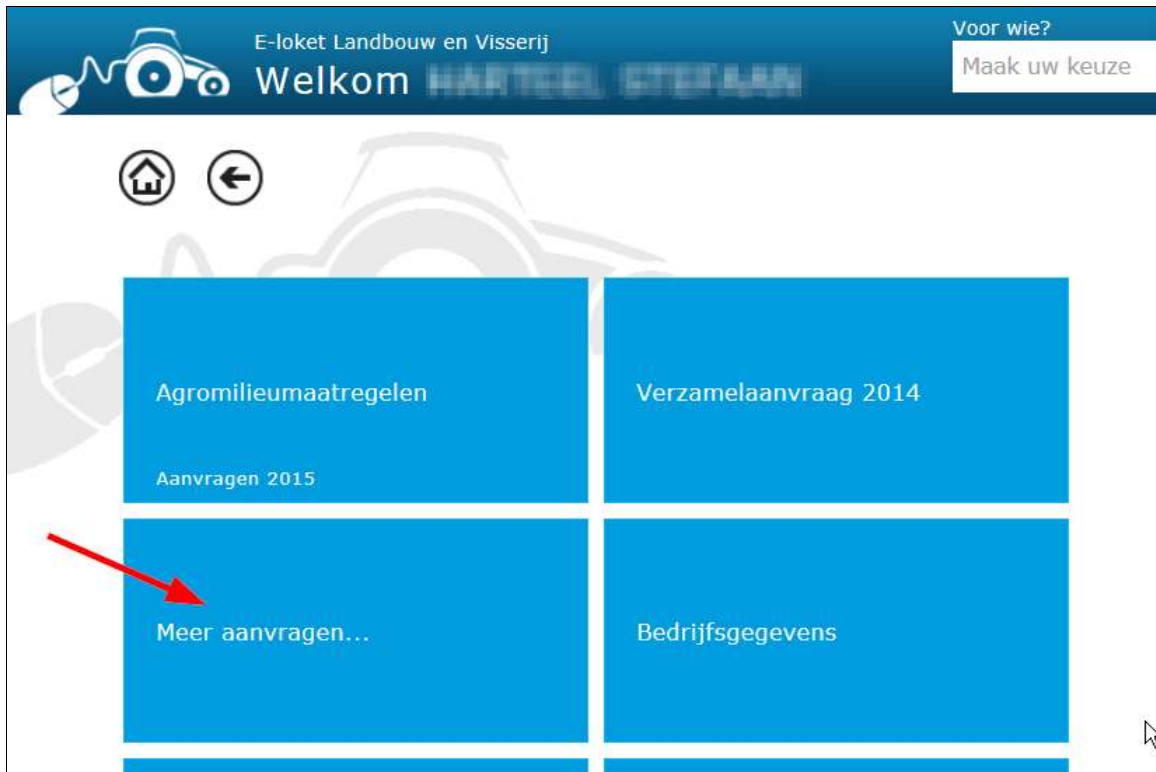 E-loket Landbouw en Visserij
Welkom
Voor wie?
Maak uw keuze
Agromilieumaatregelen
Aanvragen 2015
Verzamelaanvraag 2014
Meer aanvragen...
Bedrijfsgegevens